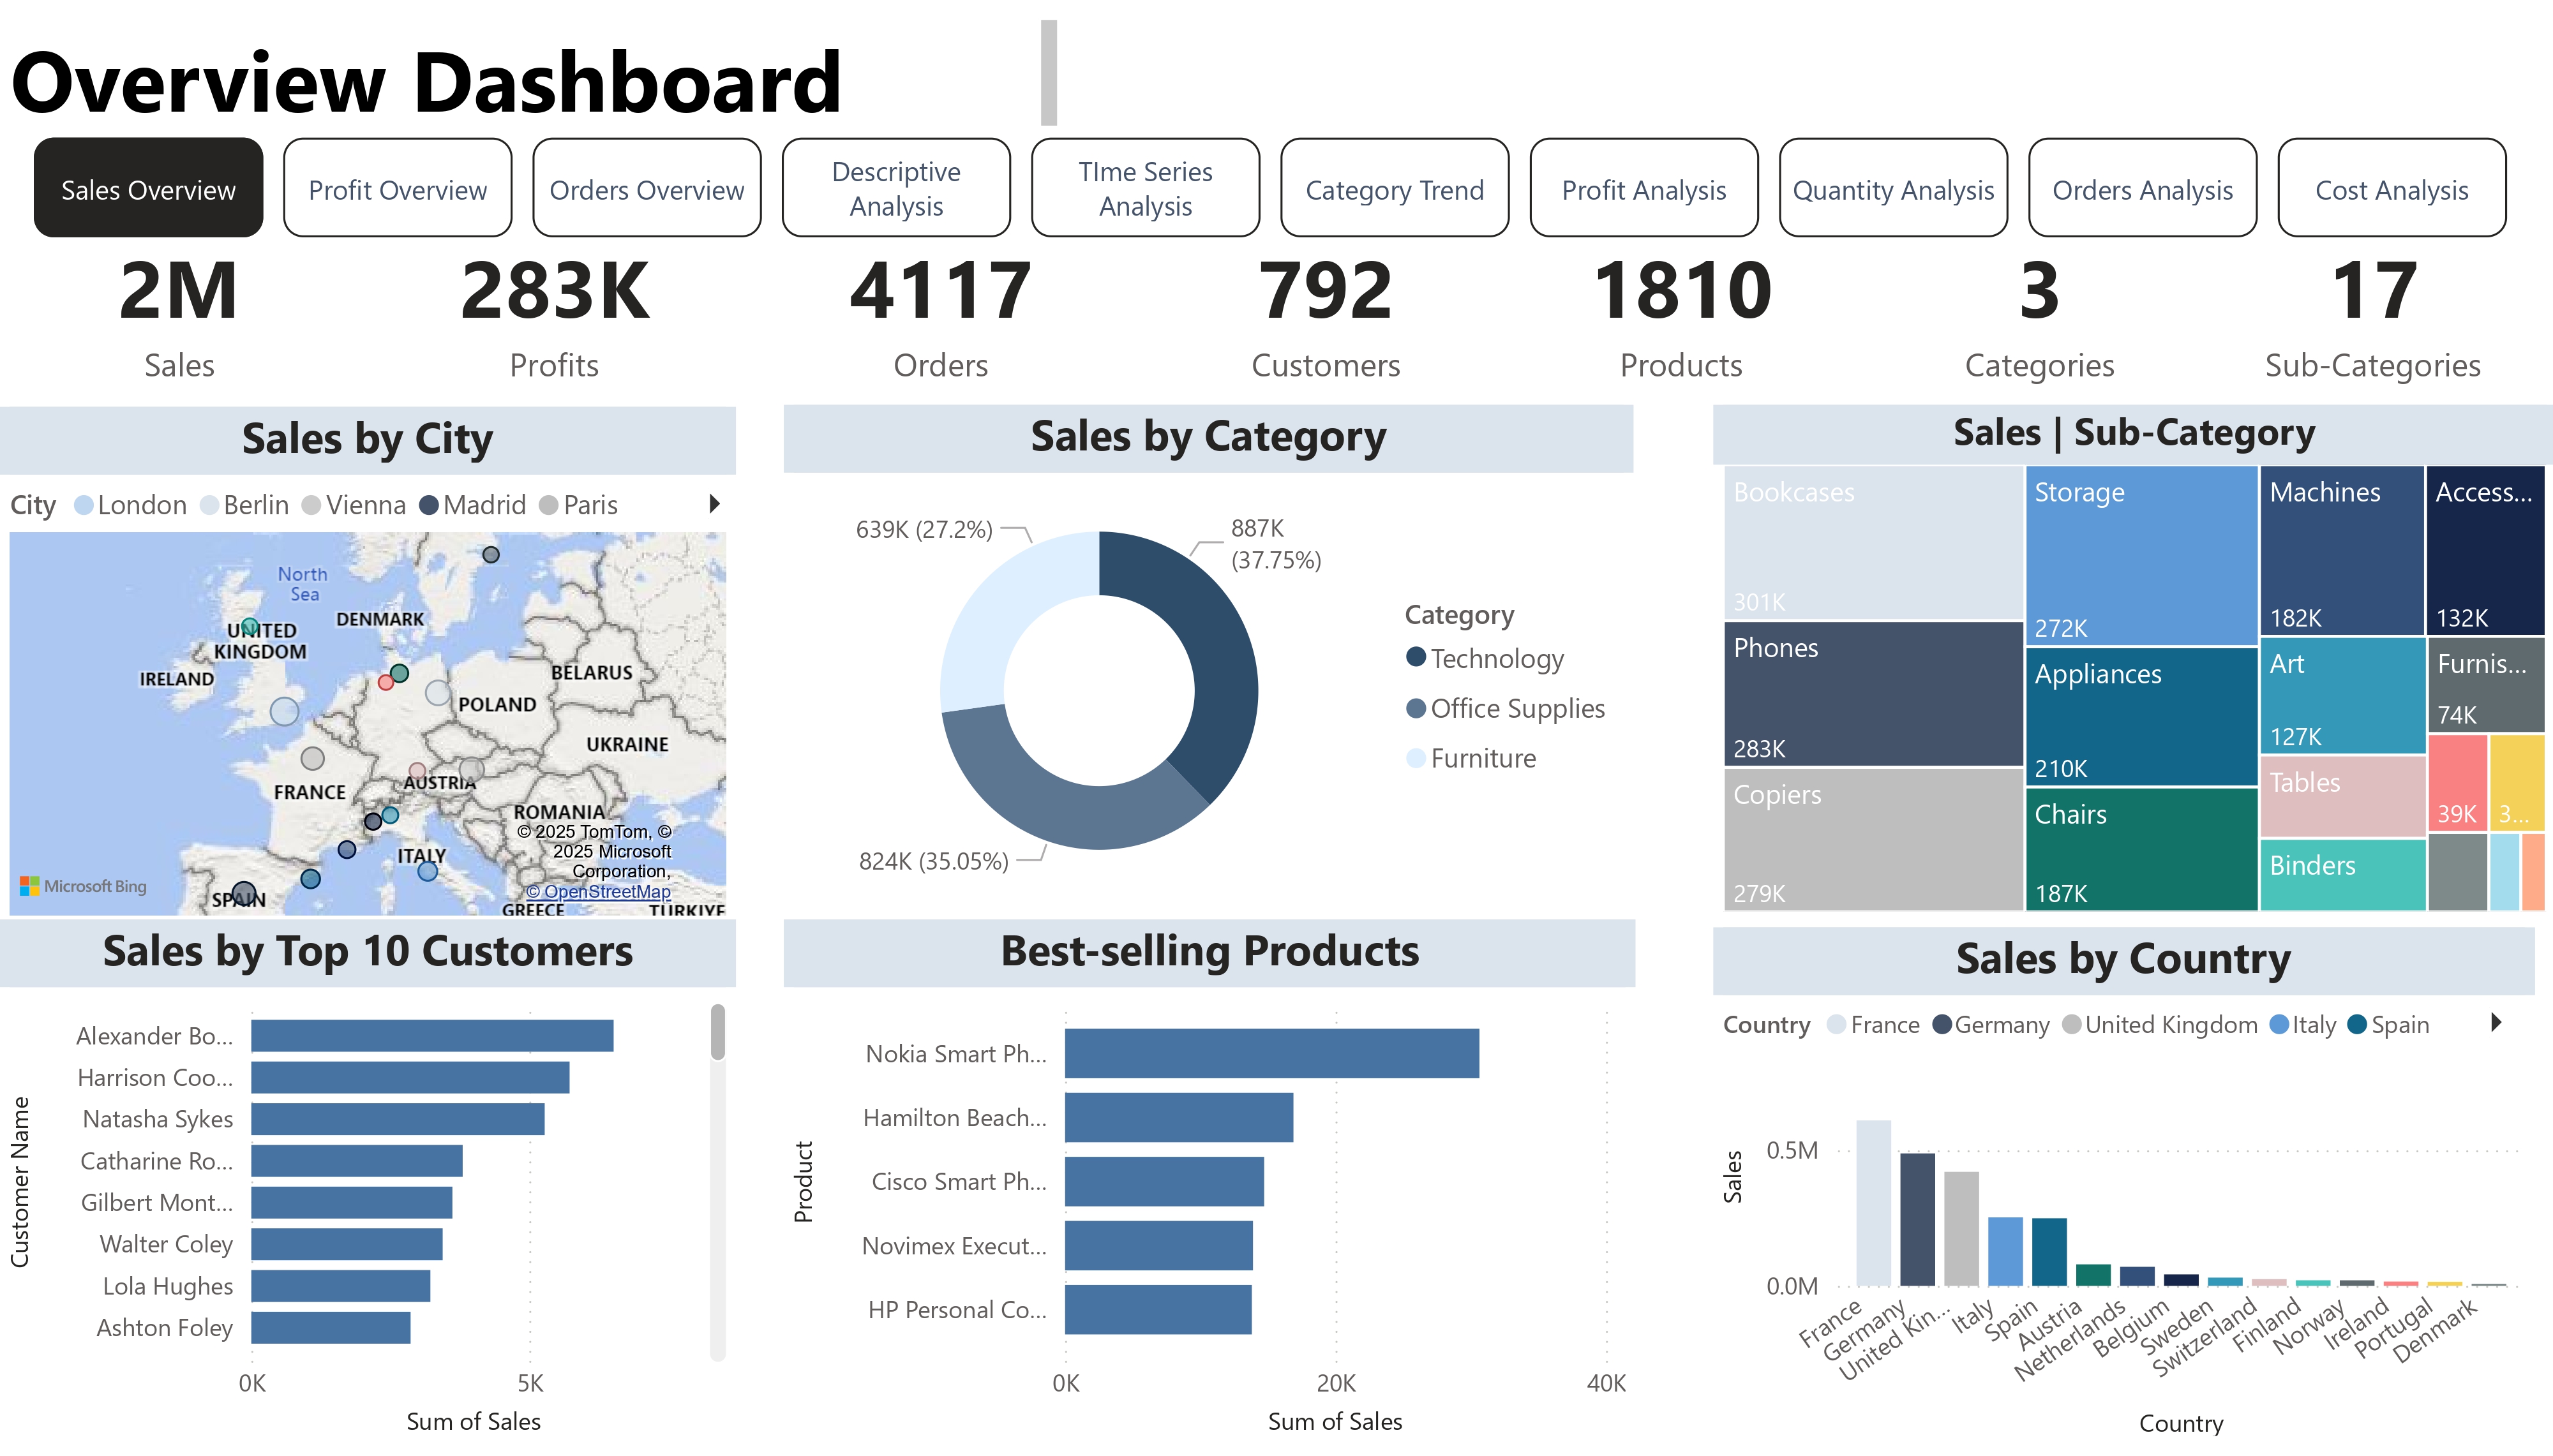 Overview Dashboard
Sales Overview
Profit Overview
Orders Overview
Descriptive
Analysis
TIme Series
Analysis
Category Trend
Profit Analysis
Quantity Analysis
Orders Analysis
Cost Analysis
2M
Sales
283K
Profits
4117
Orders
792
Customers
1810
Products
3
Categories
17
Sub-Categories
Sales by City
City London Berlin Vienna Madrid Paris
North
Sea
DENMARK
UNITED
KINGDOM
IRELAND
BELARUS
POLAND
UKRAINE
FRANCE
AUSTRIA
ROMANIA
ITALY
SPAIN
GREECE
TÜRKIYE
© 2025 TomTom, ©
2025 Microsoft
Corporation,
© OpenStreetMap
Microsoft Bing
Sales by Category
639K (27.2%)
887K
(37.75%)
824K (35.05%)
Category
Technology
Office Supplies
Furniture
Sales | Sub-Category
Bookcases
301K
Phones
283K
Copiers
279K
Storage
272K
Appliances
210K
Chairs
187K
Machines
182K
Access...
132K
Art
127K
Furnis...
74K
Tables
Binders
39K
3...
Sales by Top 10 Customers
Customer Name
Alexander Bo...
Harrison Coo...
Natasha Sykes
Catharine Ro...
Gilbert Mont...
Walter Coley
Lola Hughes
Ashton Foley
0K 5K
Sum of Sales
Best-selling Products
Product
Nokia Smart Ph...
Hamilton Beach...
Cisco Smart Ph...
Novimex Execut...
HP Personal Co...
0K 20K 40K
Sum of Sales
Sales by Country
Country France Germany United Kingdom Italy Spain
Sales
0.5M
0.0M
France
Germany
United Kin...
Italy
Spain
Austria
Netherlands
Belgium
Sweden
Switzerland
Finland
Norway
Ireland
Portugal
Denmark
Country